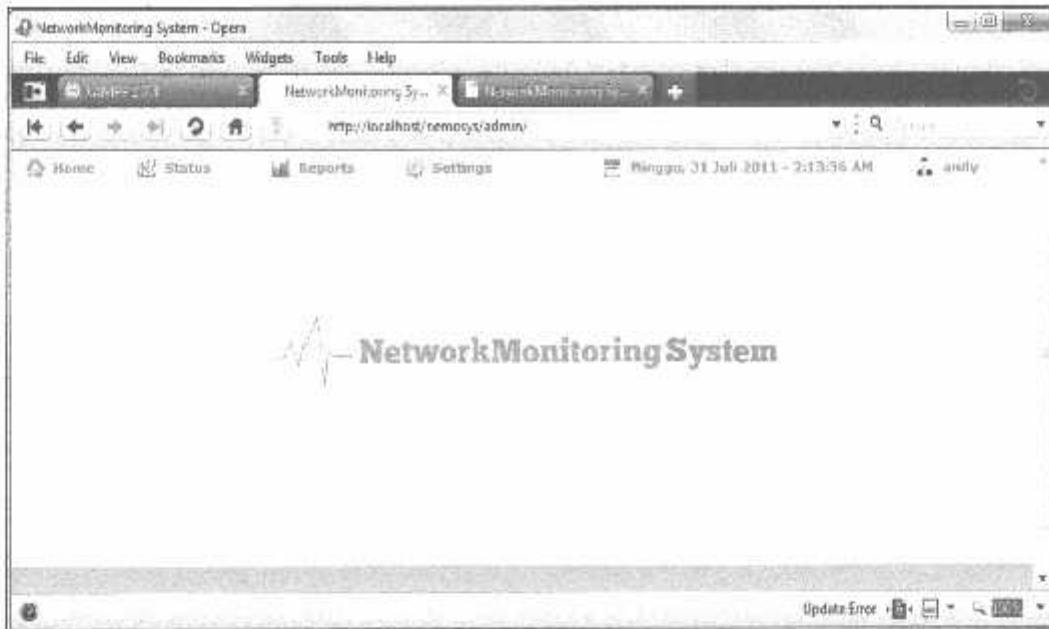 NetworkMonitoring System - Opera
File Edit View Bookmarks Widgets Tools Help
NetworkMonitoring Sy...
http://localhost/nemosys/admin/
Home Status Reports Settings Minggu, 31 Juli 2011 - 2:13:36 AM andy
NetworkMonitoring System
Update Error